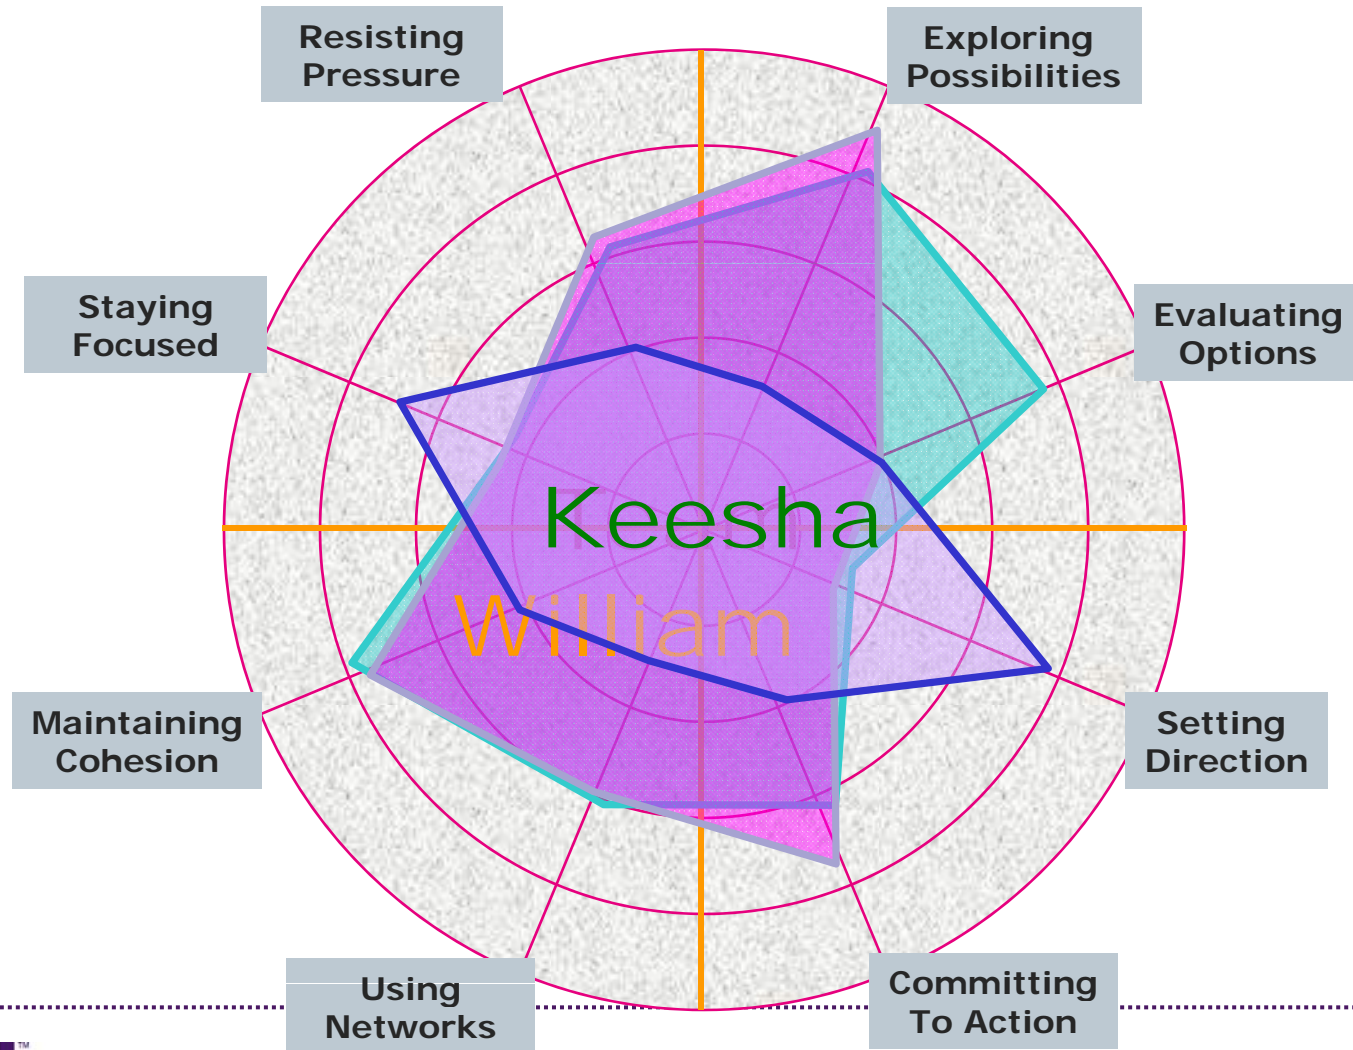 Resisting
Pressure
Exploring
Possibilities
Staying
Focused
Evaluating
Options
Keesha
William
Maintaining
Cohesion
Setting
Direction
Using
Networks
Committing
To Action
™